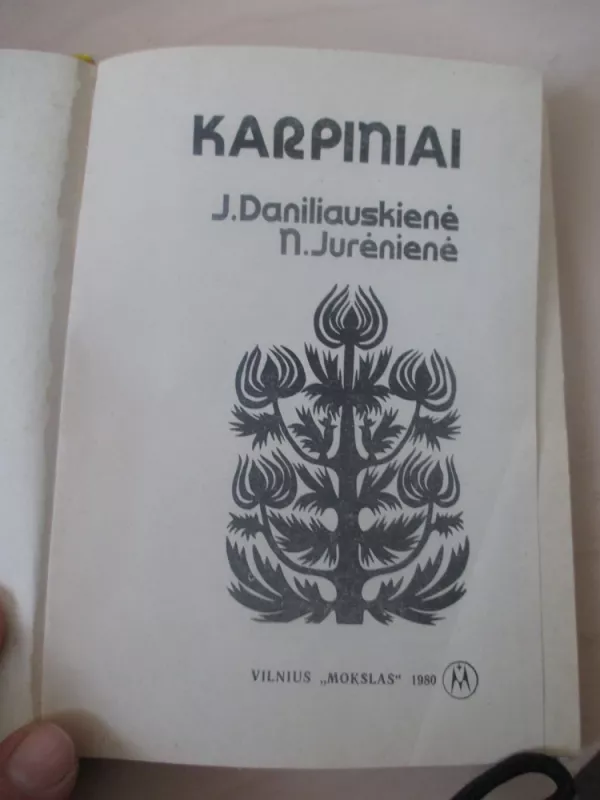 KARPINIAI
J.Daniliauskienė
N.Jurėnienė
VILNIUS „MOKSLAS“ 1980